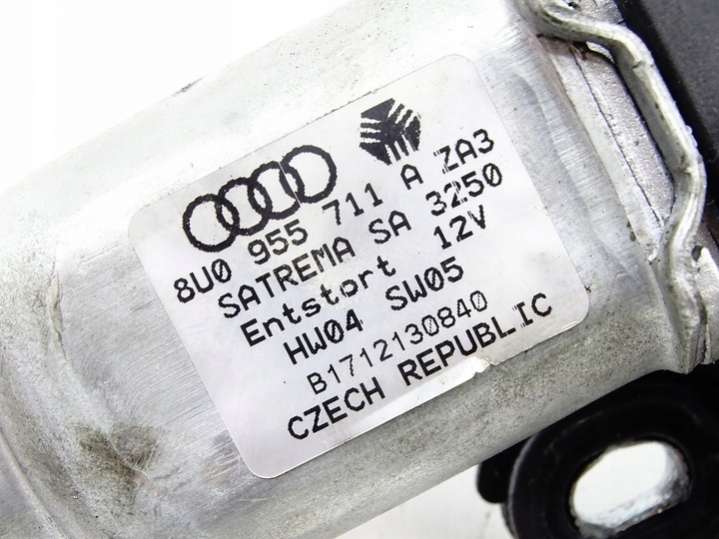 8U0 955 711 A ZA3
SATREMA SA 3250
Entstort 12V
HW04 SW05
B1712130840
CZECH REPUBLIC